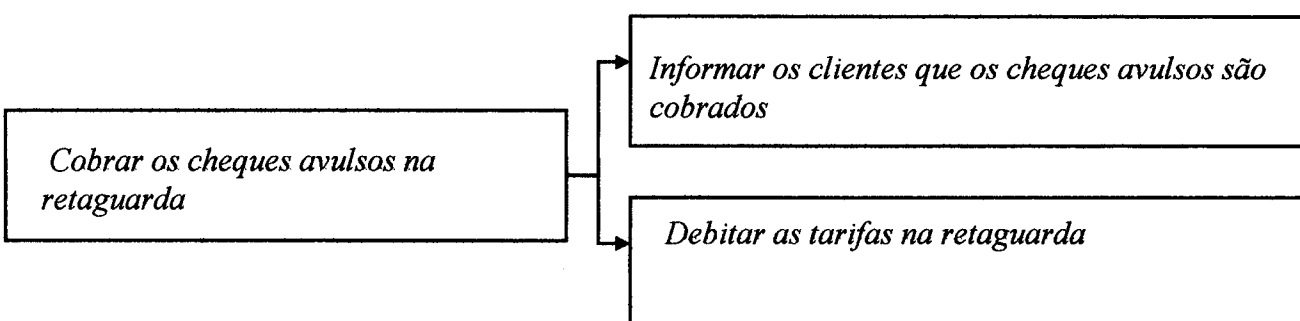 Informar os clientes que os cheques avulsos são
cobrados
Cobrar os cheques avulsos na
retaguarda
Debitar as tarifas na retaguarda